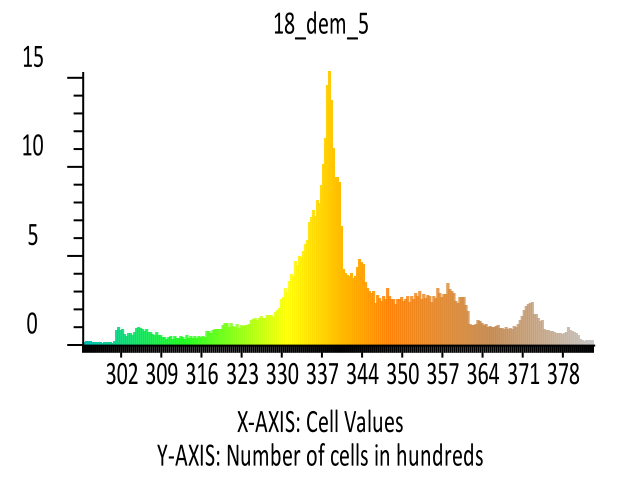 18_dem_5
15
10
5
0
302 309 316 323 330 337 344 350 357 364 371 378
X-AXIS: Cell Values
Y-AXIS: Number of cells in hundreds